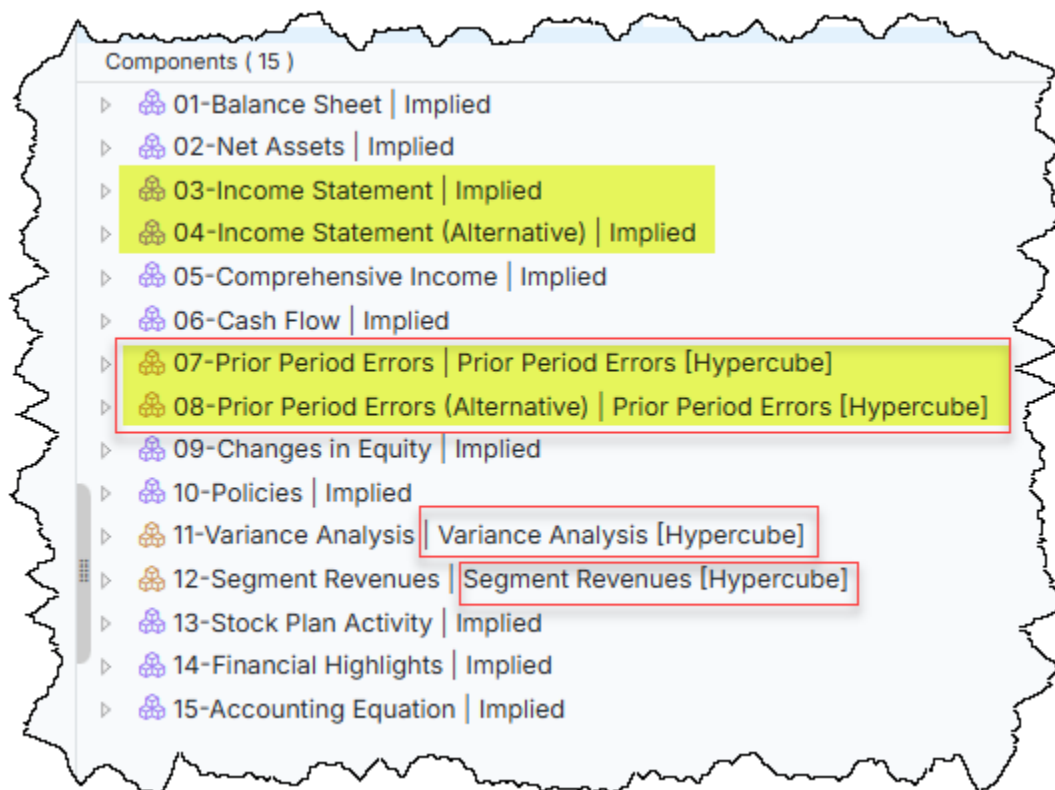 Components ( 15 )
01-Balance Sheet | Implied
02-Net Assets | Implied
03-Income Statement | Implied
04-Income Statement (Alternative) | Implied
05-Comprehensive Income | Implied
06-Cash Flow | Implied
07-Prior Period Errors | Prior Period Errors [Hypercube]
08-Prior Period Errors (Alternative) | Prior Period Errors [Hypercube]
09-Changes in Equity | Implied
10-Policies | Implied
11-Variance Analysis | Variance Analysis [Hypercube]
12-Segment Revenues | Segment Revenues [Hypercube]
13-Stock Plan Activity | Implied
14-Financial Highlights | Implied
15-Accounting Equation | Implied